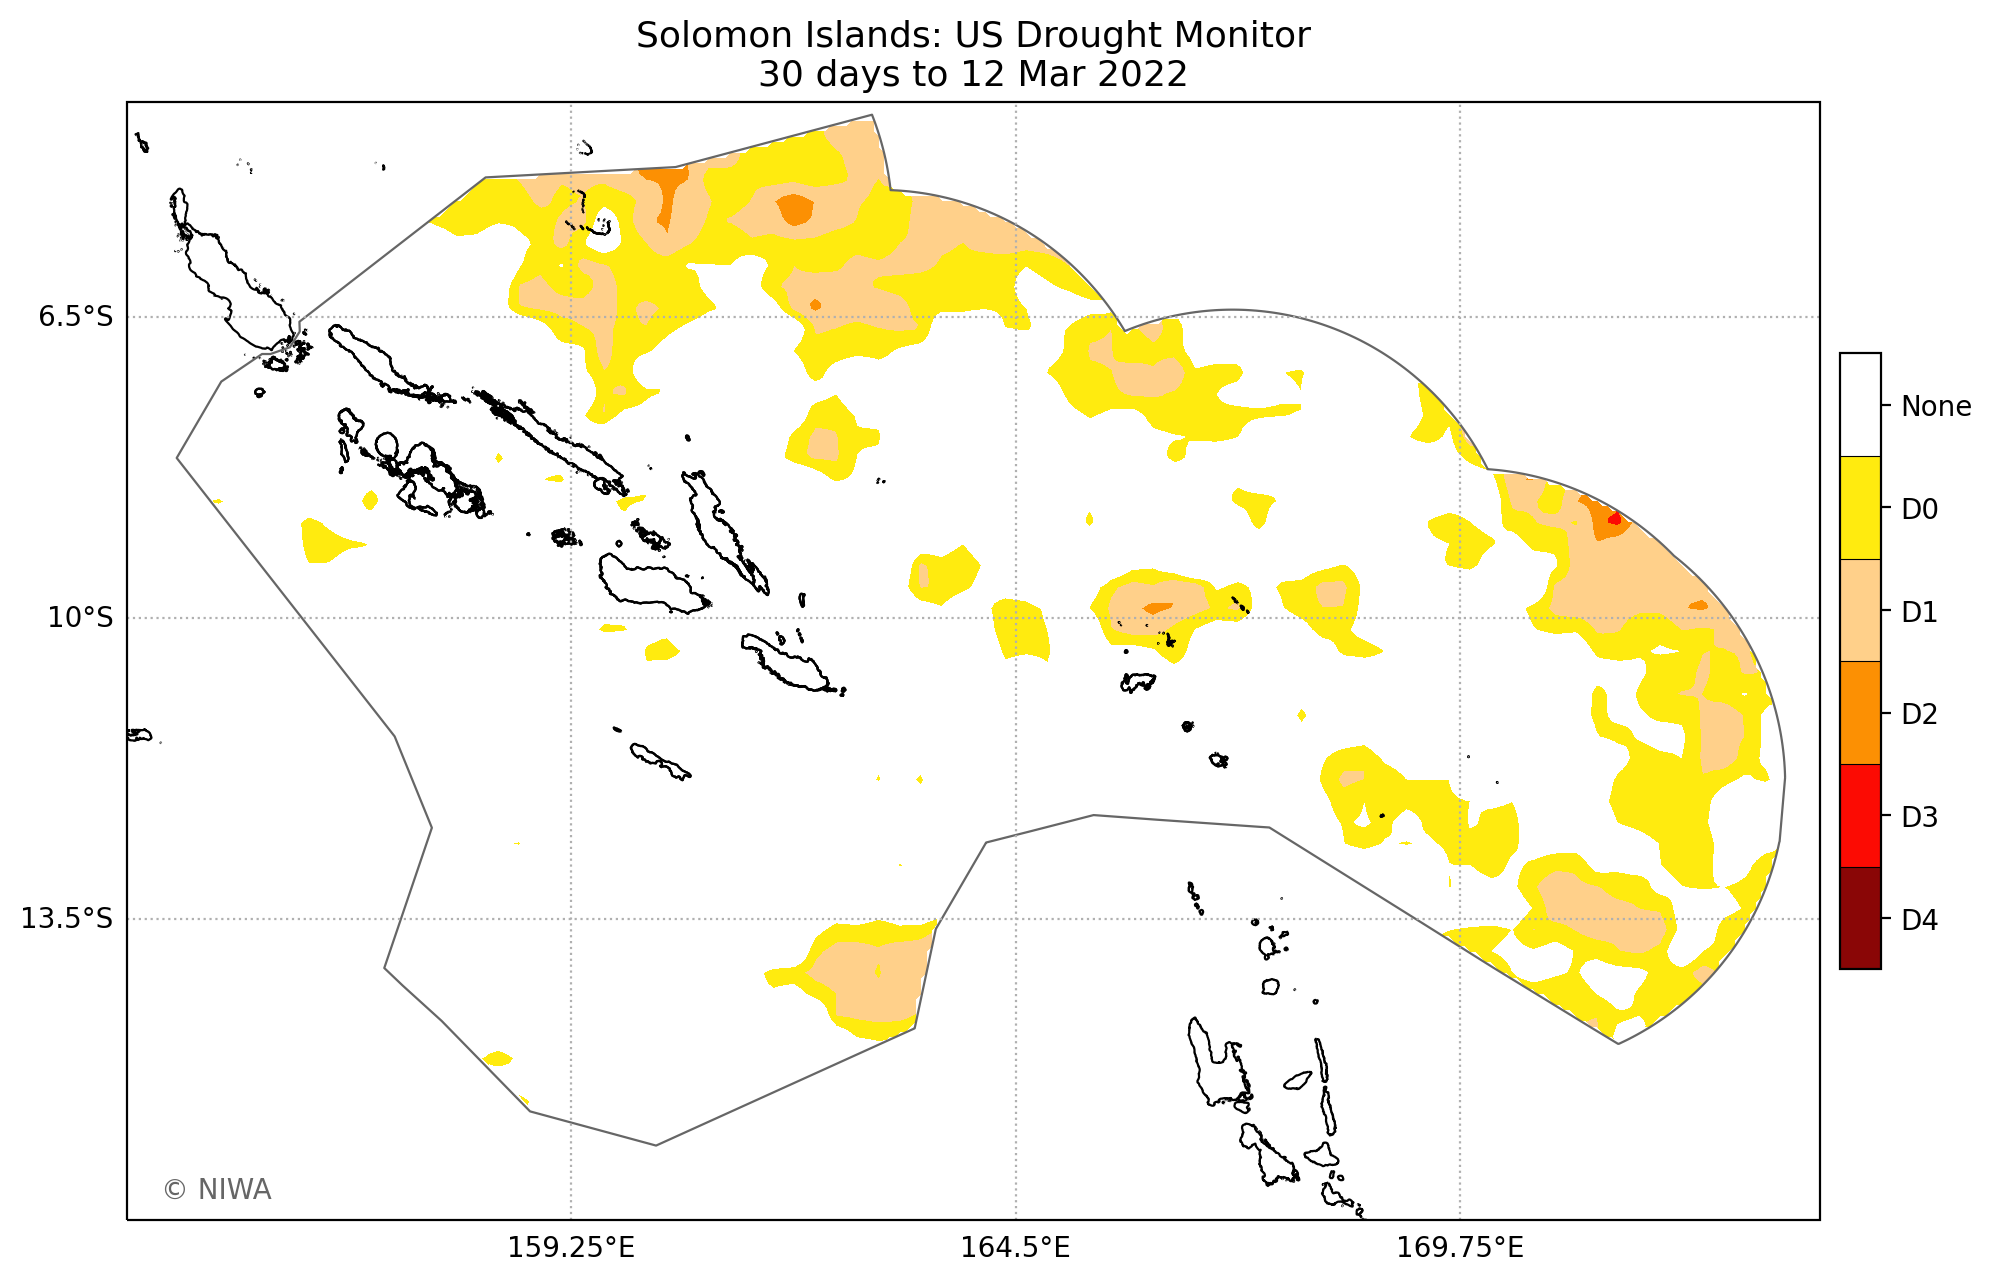 Solomon Islands: US Drought Monitor
30 days to 12 Mar 2022
6.5°S
10°S
13.5°S
159.25°E
164.5°E
169.75°E
None
D0
D1
D2
D3
D4
© NIWA